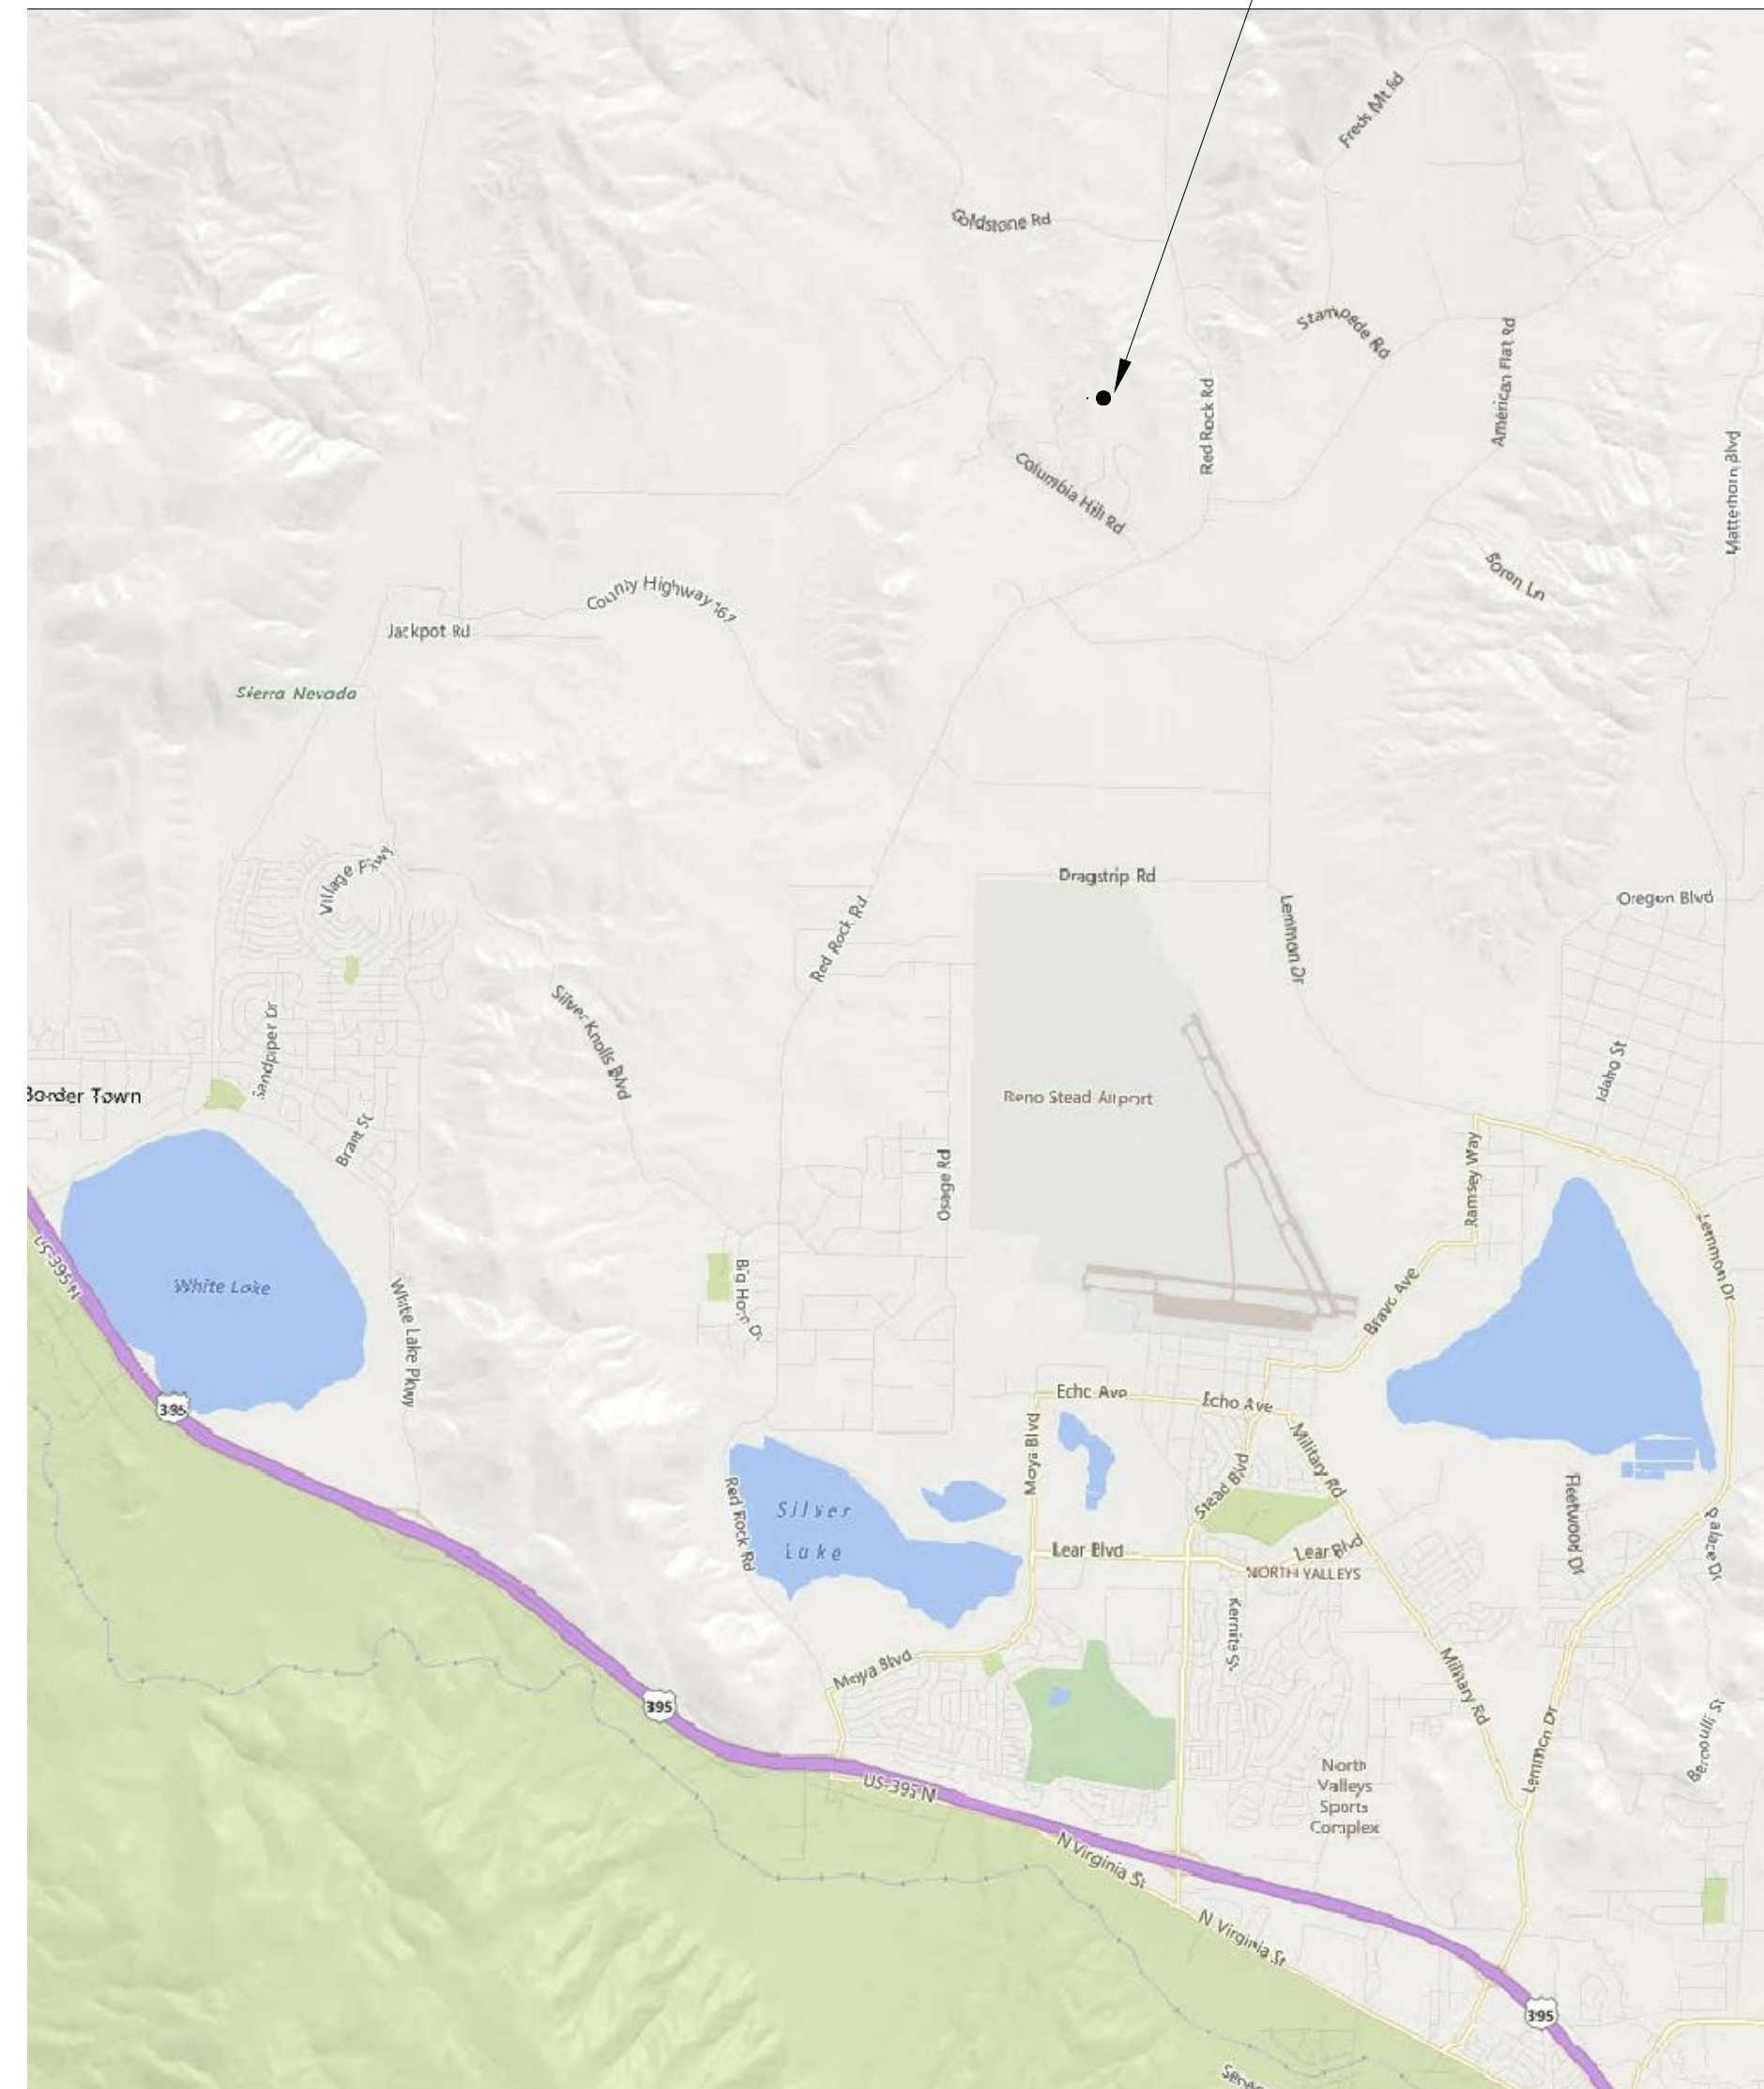 Freds Mt Rd
Goldstone Rd
Stampede Rd
American Flat Rd
Red Rock Rd
Matterhorn Blvd
Columbia Hill Rd
Boron Ln
County Highway 167
Jackpot Rd
Sierra Nevada
Village Pkwy
Dragstrip Rd
Oregon Blvd
Red Rock Rd
Lemmon Dr
Silver Knolls Blvd
Sandpiper Dr
Idaho St
Border Town
Reno Stead Airport
Brant St
Osage Rd
Ramsey Way
US-395 N
White Lake
Big Horn Dr
Lemmon Dr
White Lake Pkwy
Bravo Ave
395
Echo Ave
Echo Ave
Moya Blvd
Military Rd
Stead Blvd
Red Rock Rd
Silver
Lake
Fleetwood Dr
Palace Dr
Lear Blvd
Lear Blvd
NORTH VALLEYS
Kernite St
Moya Blvd
Military Rd
395
Lemmon Dr
Bernoulli St
US-395 N
North
Valleys
Sports
Complex
N Virginia St
N Virginia St
395